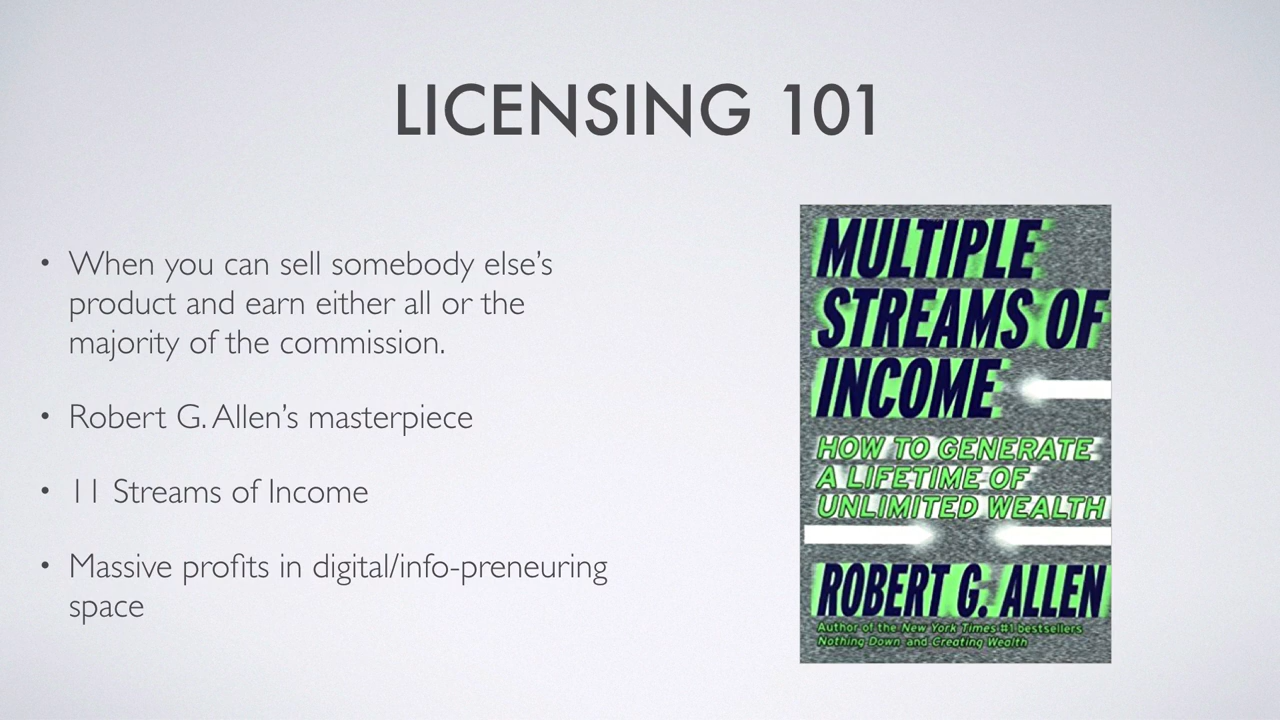 LICENSING 101
• When you can sell somebody else’s
product and earn either all or the
majority of the commission.
• Robert G. Allen’s masterpiece
• 11 Streams of Income
• Massive profits in digital/info-preneuring
space
MULTIPLE
STREAMS OF
INCOME
HOW TO GENERATE
A LIFETIME OF
UNLIMITED WEALTH
ROBERT G. ALLEN
Author of the New York Times #1 bestsellers
Nothing Down and Creating Wealth